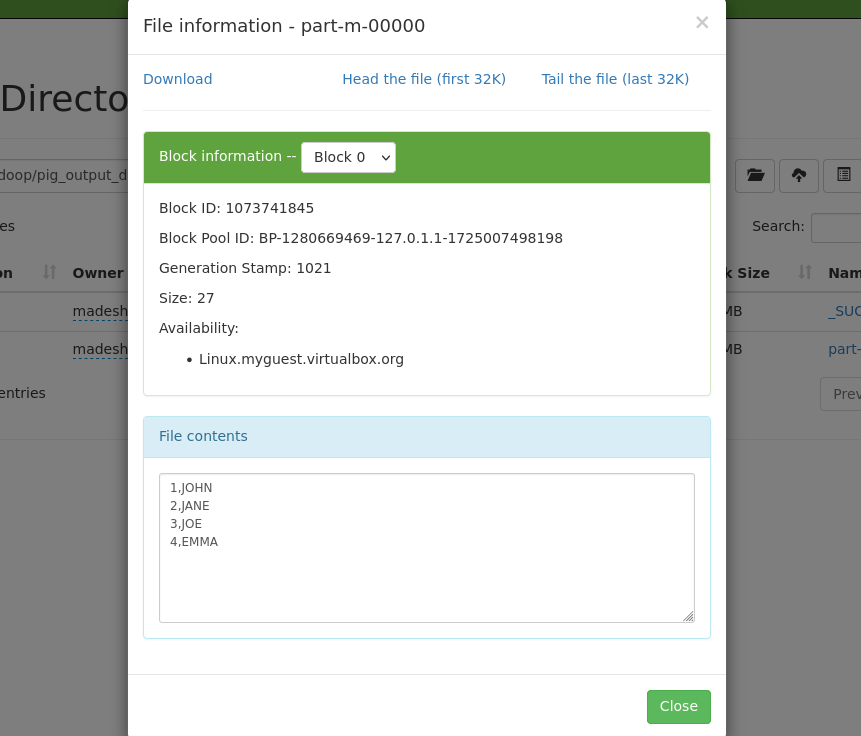 File information - part-m-00000
×
Download
Head the file (first 32K)
Tail the file (last 32K)
Directo
Block information --
Block 0
doop/pig_output_d
Block ID: 1073741845
Block Pool ID: BP-1280669469-127.0.1.1-1725007498198
es
Search:
Generation Stamp: 1021
on
Owner
k Size
Nam
Size: 27
madesh
MB
_SUC
Availability:
madesh
MB
part-
Linux.myguest.virtualbox.org
entries
Prev
File contents
1,JOHN
2,JANE
3,JOE
4,EMMA
Close